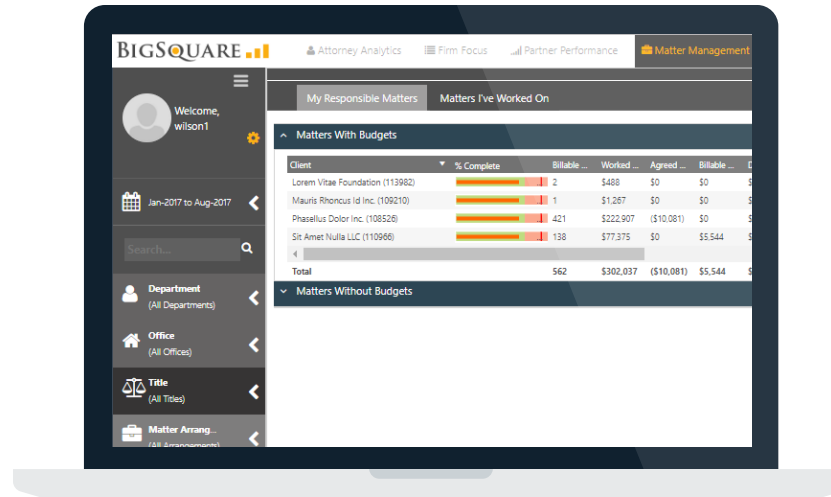 BIGSQUARE
Attorney Analytics
Firm Focus
Partner Performance
Matter Management
Welcome,
wilson1
My Responsible Matters
Matters I've Worked On
Jan-2017 to Aug-2017
Search...
Department
(All Departments)
Office
(All Offices)
Title
(All Titles)
Matter Arrang..
(All Arrangements)
Matters With Budgets
Client % Complete Billable ... Worked ... Agreed ... Billable ...
Lorem Vitae Foundation (113982) 2 $488 $0 $0 $
Mauris Rhoncus Id Inc. (109210) 1 $1,267 $0 $0 $
Phasellus Dolor Inc. (108526) 421 $222,907 ($10,081) $0 $
Sit Amet Nulla LLC (110966) 138 $77,375 $0 $5,544 $
Total 562 $302,037 ($10,081) $5,544 $
Matters Without Budgets